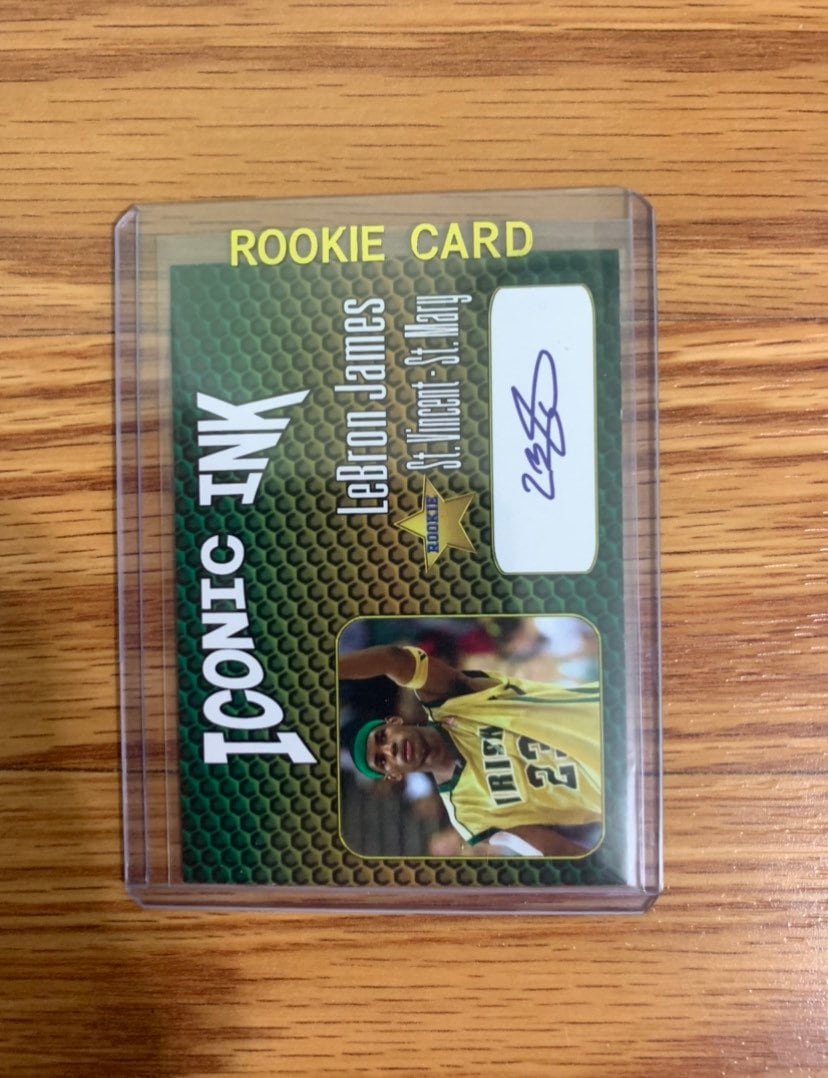 ROOKIE CARD
ICONIC INK
LeBron James
St. Vincent - St. Mary
ROOKIE
IRISH
23